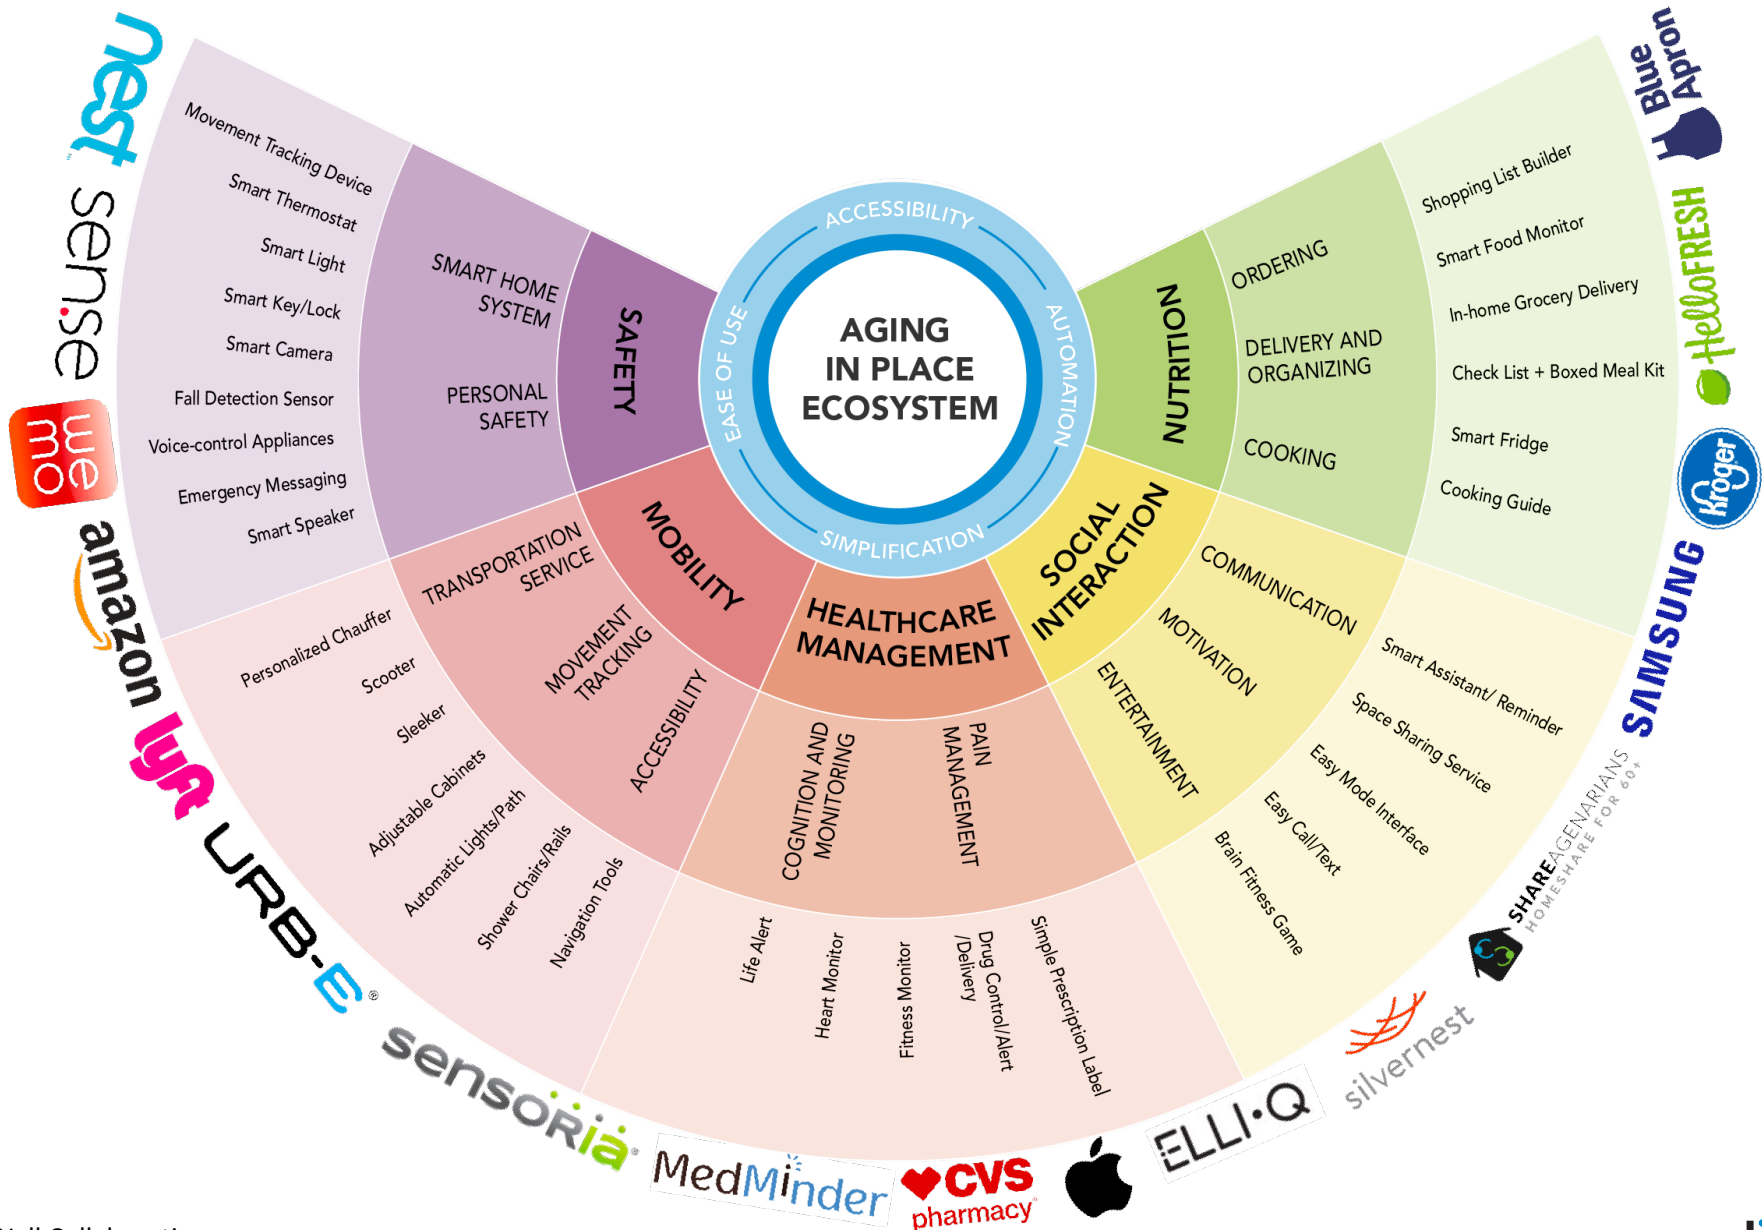 AGING
IN PLACE
ECOSYSTEM
ACCESSIBILITY
AUTOMATION
SIMPLIFICATION
EASE OF USE
SAFETY
SMART HOME
SYSTEM
PERSONAL
SAFETY
Movement Tracking Device
Smart Thermostat
Smart Light
Smart Key/Lock
Smart Camera
Fall Detection Sensor
Voice-control Appliances
Emergency Messaging
Smart Speaker
MOBILITY
TRANSPORTATION
SERVICE
MOVEMENT
TRACKING
ACCESSIBILITY
Personalized Chauffer
Scooter
Sleeker
Adjustable Cabinets
Automatic Lights/Path
Shower Chairs/Rails
Navigation Tools
HEALTHCARE
MANAGEMENT
COGNITION AND
MONITORING
PAIN
MANAGEMENT
Life Alert
Heart Monitor
Fitness Monitor
Drug Control/Alert
/Delivery
Simple Prescription Label
SOCIAL
INTERACTION
COMMUNICATION
MOTIVATION
ENTERTAINMENT
Smart Assistant/ Reminder
Space Sharing Service
Easy Mode Interface
Easy Call/Text
Brain Fitness Game
NUTRITION
ORDERING
DELIVERY AND
ORGANIZING
COOKING
Shopping List Builder
Smart Food Monitor
In-home Grocery Delivery
Check List + Boxed Meal Kit
Smart Fridge
Cooking Guide
nest
sense
wemo
amazon
lyft
URB-E®
sensoria®
MedMinder
CVS
pharmacy
ELLI•Q
silvernest
SHAREAGENARIANS
HOMESHARE FOR 60+
SAMSUNG
Kroger
HelloFRESH
Blue
Apron